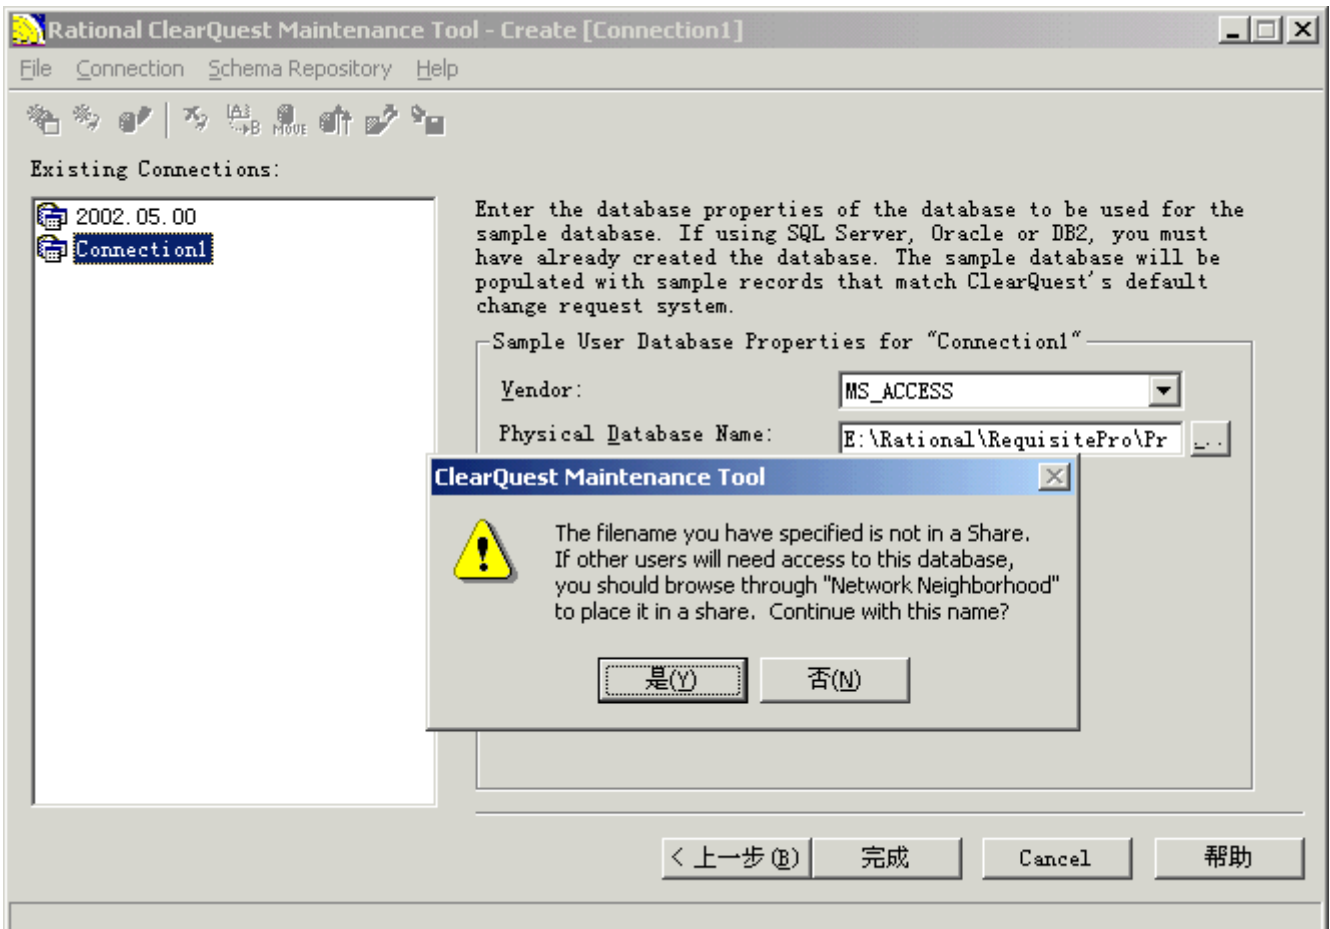 Rational ClearQuest Maintenance Tool - Create [Connection1]
File Connection Schema Repository Help
A3 →B MOVE
Existing Connections:
2002.05.00
Connection1
Enter the database properties of the database to be used for the
sample database. If using SQL Server, Oracle or DB2, you must
have already created the database. The sample database will be
populated with sample records that match ClearQuest's default
change request system.
Sample User Database Properties for "Connection1"
Vendor: MS_ACCESS
Physical Database Name: E:\Rational\RequisitePro\Pr ...
ClearQuest Maintenance Tool
The filename you have specified is not in a Share.
If other users will need access to this database,
you should browse through "Network Neighborhood"
to place it in a share. Continue with this name?
是(Y) 否(N)
< 上一步(B) 完成 Cancel 帮助